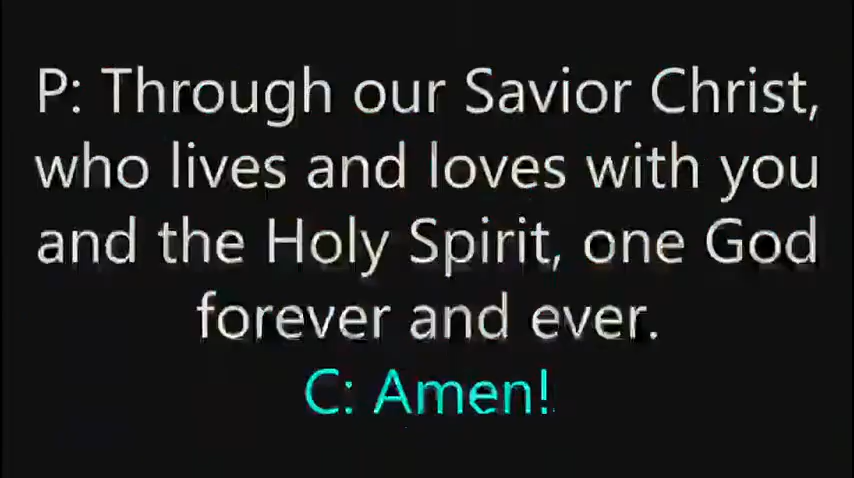 P: Through our Savior Christ,
who lives and loves with you
and the Holy Spirit, one God
forever and ever.
C: Amen!